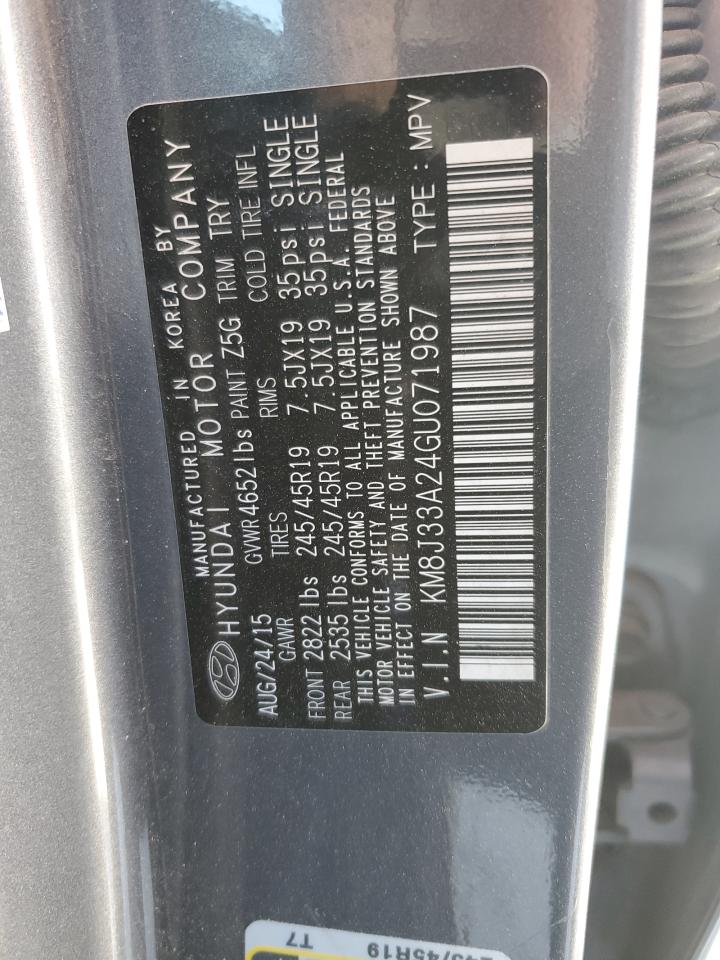 MANUFACTURED IN KOREA BY
HYUNDAI MOTOR COMPANY
AUG/24/15 GVWR 4652lbs PAINT Z5G TRIM TRY
GAWR TIRES RIMS COLD TIRE INFL
FRONT 2822 lbs 245/45R19 7.5JX19 35psi SINGLE
REAR 2535 lbs 245/45R19 7.5JX19 35psi SINGLE
THIS VEHICLE CONFORMS TO ALL APPLICABLE U.S.A. FEDERAL
MOTOR VEHICLE SAFETY AND THEFT PREVENTION STANDARDS
IN EFFECT ON THE DATE OF MANUFACTURE SHOWN ABOVE
V.I.N KM8J33A24GU071987 TYPE : MPV
T7
245/45R19